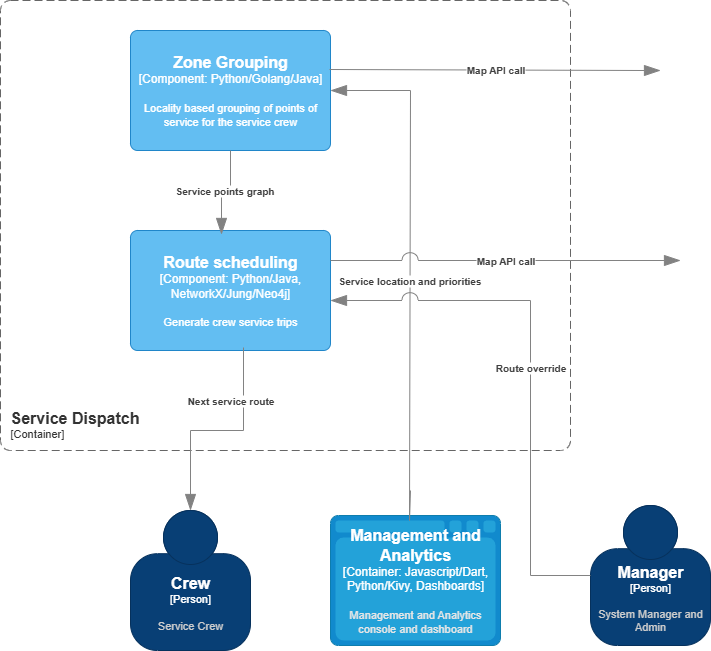 Zone Grouping
[Component: Python/Golang/Java]
Locality based grouping of points of
service for the service crew
Map API call
Service points graph
Route scheduling
[Component: Python/Java,
NetworkX/Jung/Neo4j]
Generate crew service trips
Map API call
Service location and priorities
Route override
Next service route
Service Dispatch
[Container]
Crew
[Person]
Service Crew
Management and
Analytics
[Container: Javascript/Dart,
Python/Kivy, Dashboards]
Management and Analytics
console and dashboard
Manager
[Person]
System Manager and
Admin